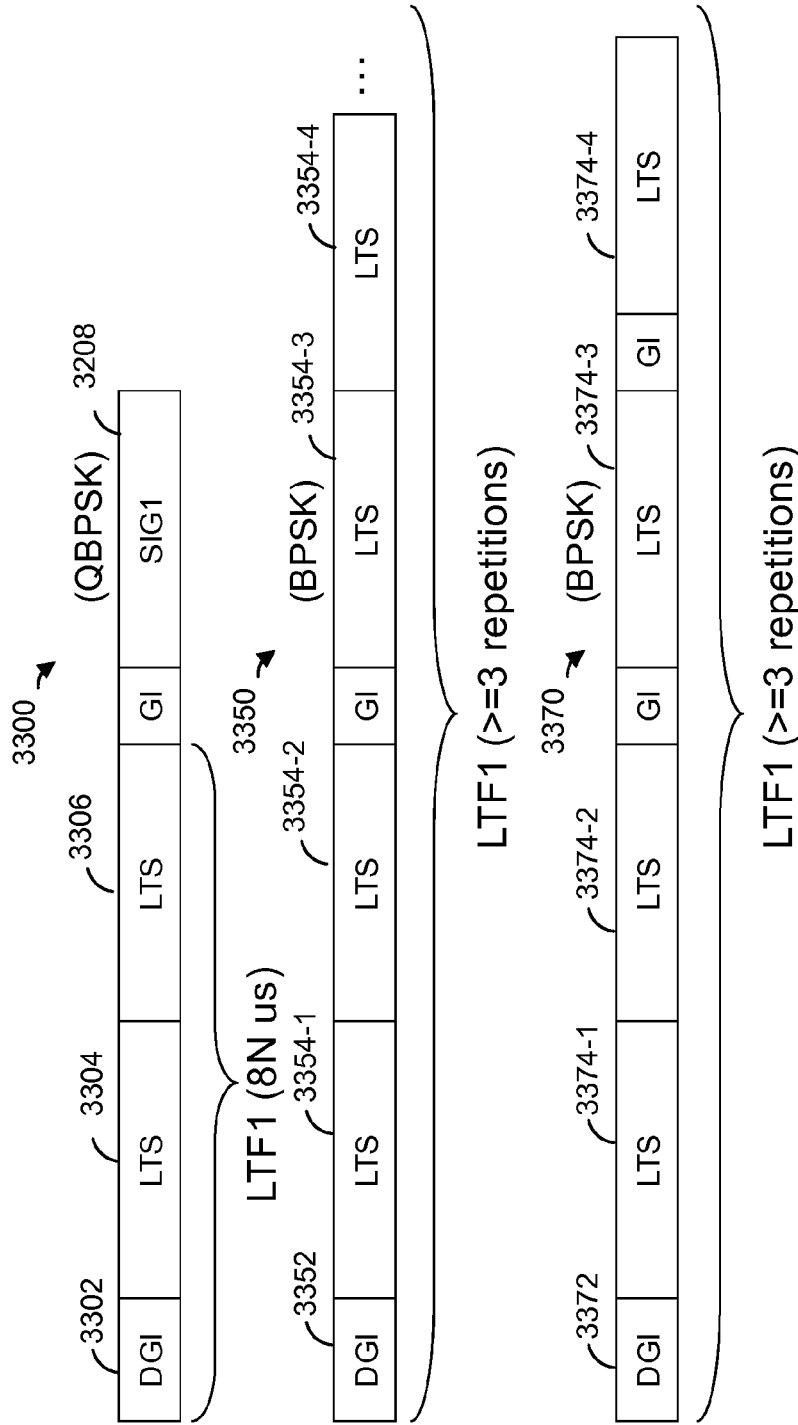 3300
(QBPSK)
3302 3304 3306 3208
DGI LTS LTS GI SIG1
LTF1 (8N us)
3350
(BPSK)
3352 3354-1 3354-2 3354-3 3354-4
DGI LTS LTS GI LTS LTS ...
LTF1 (>=3 repetitions)
3370
(BPSK)
3372 3374-1 3374-2 3374-3 3374-4
DGI LTS LTS GI LTS GI LTS
LTF1 (>=3 repetitions)